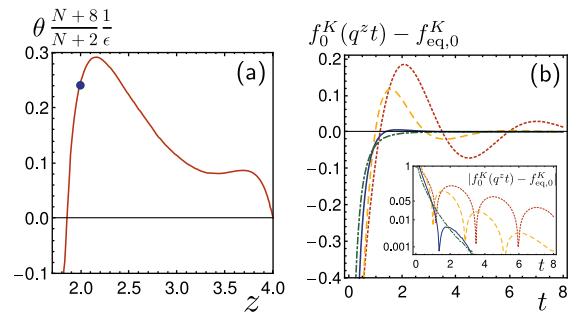 θ \frac{N+8}{N+2} \frac{1}{ϵ}
(a)
0.3
0.2
0.1
0.0
-0.1
2.0 2.5 3.0 3.5 4.0
z
f_0^K(q^z t) − f_{eq,0}^K
(b)
0.2
0.1
0.0
-0.1
-0.2
-0.3
-0.4
0 2 4 6 8
t
|f_0^K(q^z t) − f_{eq,0}^K|
1
0.05
0.01
0.001
2 4 6 8
t